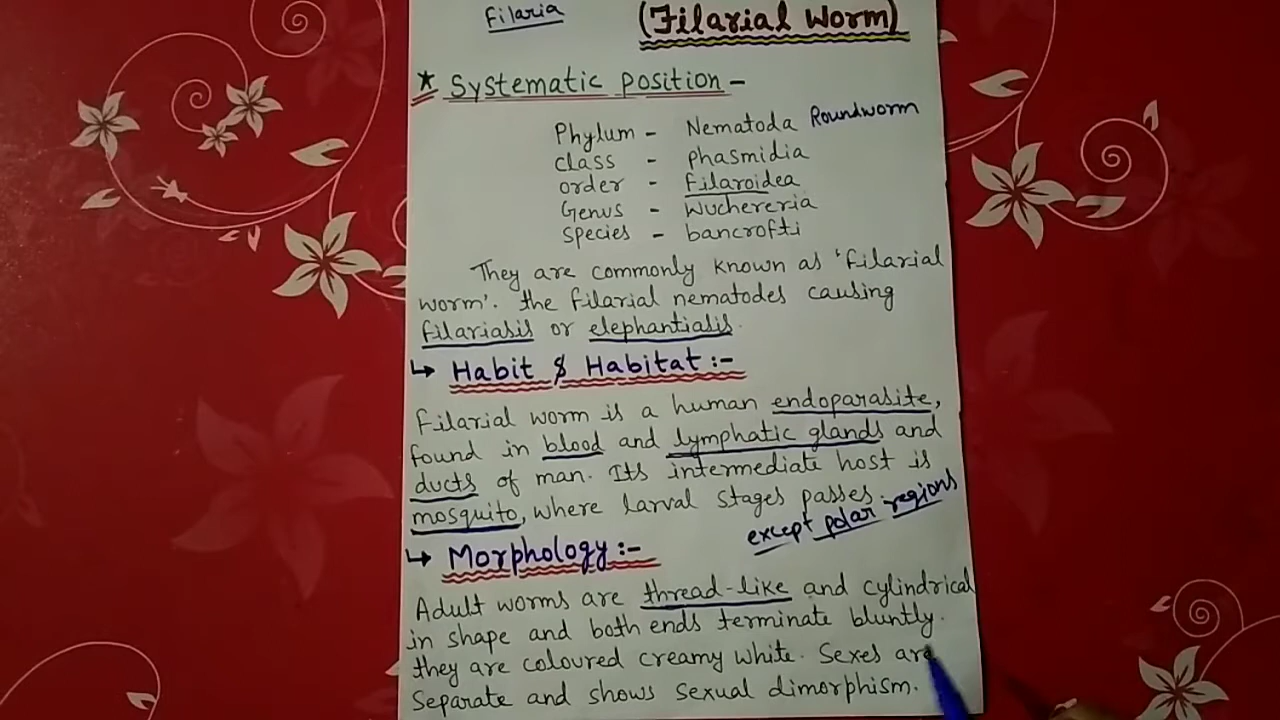 Filaria
(Filarial Worm)
* Systematic position -
Phylum - Nematoda Roundworm
class - phasmidia
order - Filaroidea
Genus - Wuchereria
species - bancrofti
They are commonly known as 'filarial
worm'. the filarial nematodes causing
filariasis or elephantialis.
↳ Habit & Habitat :-
Filarial worm is a human endoparasite,
found in blood and lymphatic glands and
ducts of man. Its intermediate host is
mosquito, where larval stages passes.
except polar regions
↳ Morphology :-
Adult worms are thread-like and cylindrical
in shape and both ends terminate bluntly.
they are coloured creamy white. Sexes are
separate and shows sexual dimorphism.